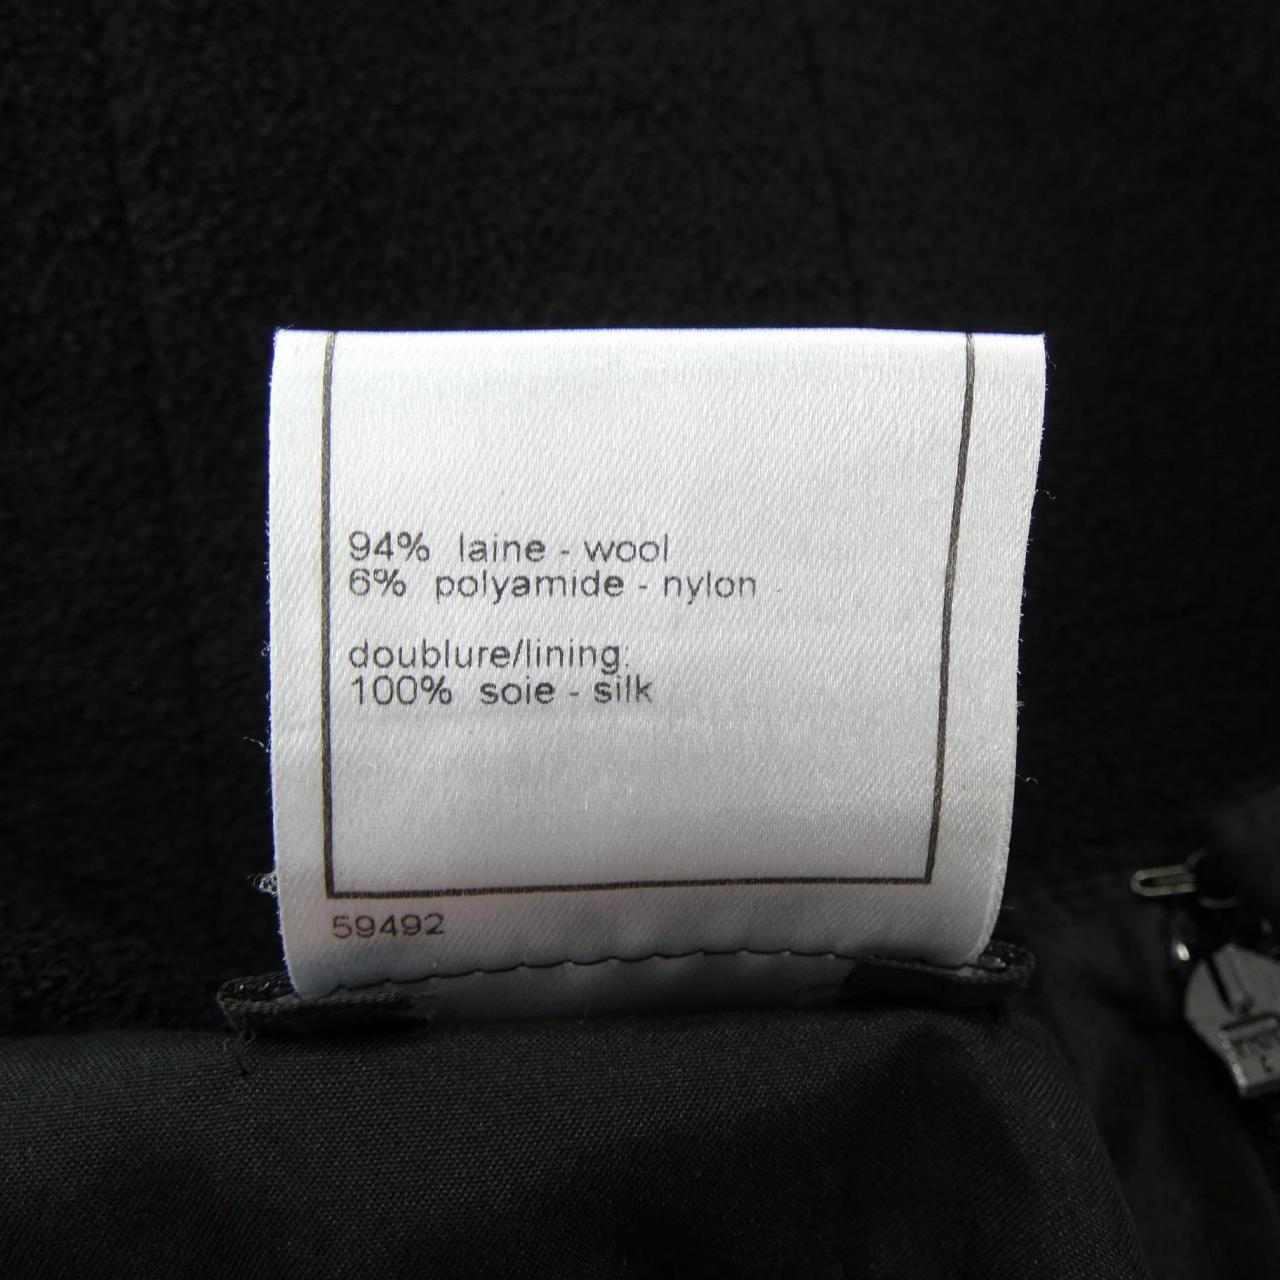 94% laine - wool
6% polyamide - nylon
doublure/lining:
100% soie - silk
59492